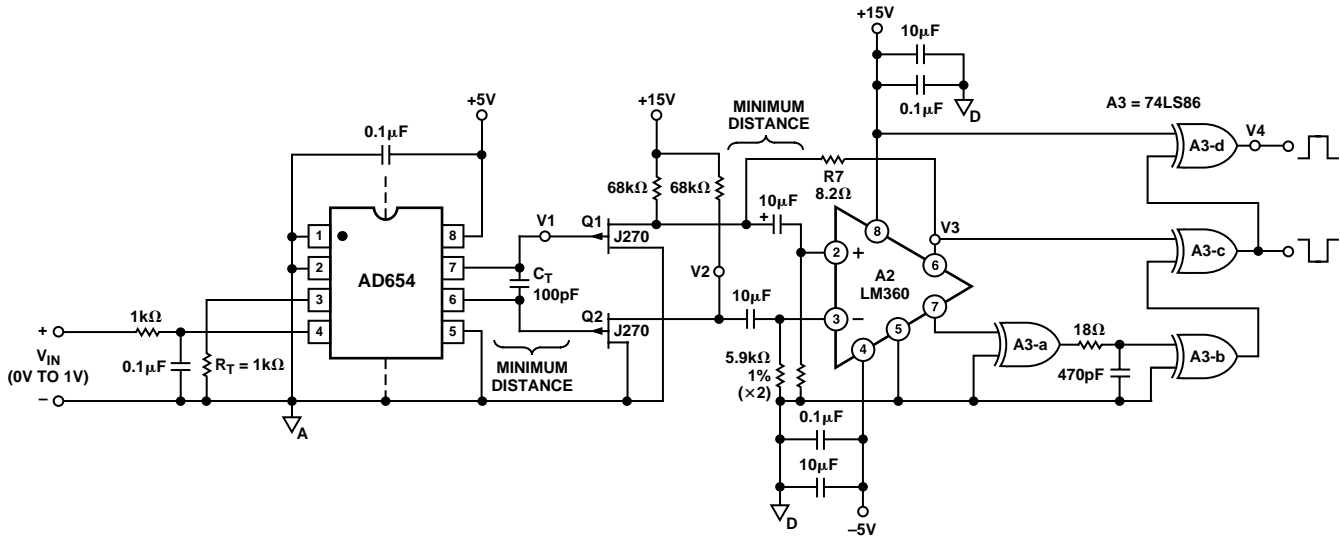 +15V
10µF
0.1µF
D
A3 = 74LS86
+5V
0.1µF
+15V
MINIMUM
DISTANCE
68kΩ
68kΩ
R7
8.2Ω
10µF
+
A3-d
V4
1
2
3
4
8
7
6
5
AD654
V1
Q1
J270
CT
100pF
V2
Q2
J270
10µF
2
+
3
−
8
A2
LM360
V3
6
7
5
4
A3-c
1kΩ
+
VIN
(0V TO 1V)
−
0.1µF
RT = 1kΩ
MINIMUM
DISTANCE
5.9kΩ
1%
(×2)
A3-a
18Ω
470pF
A3-b
A
0.1µF
10µF
D
−5V